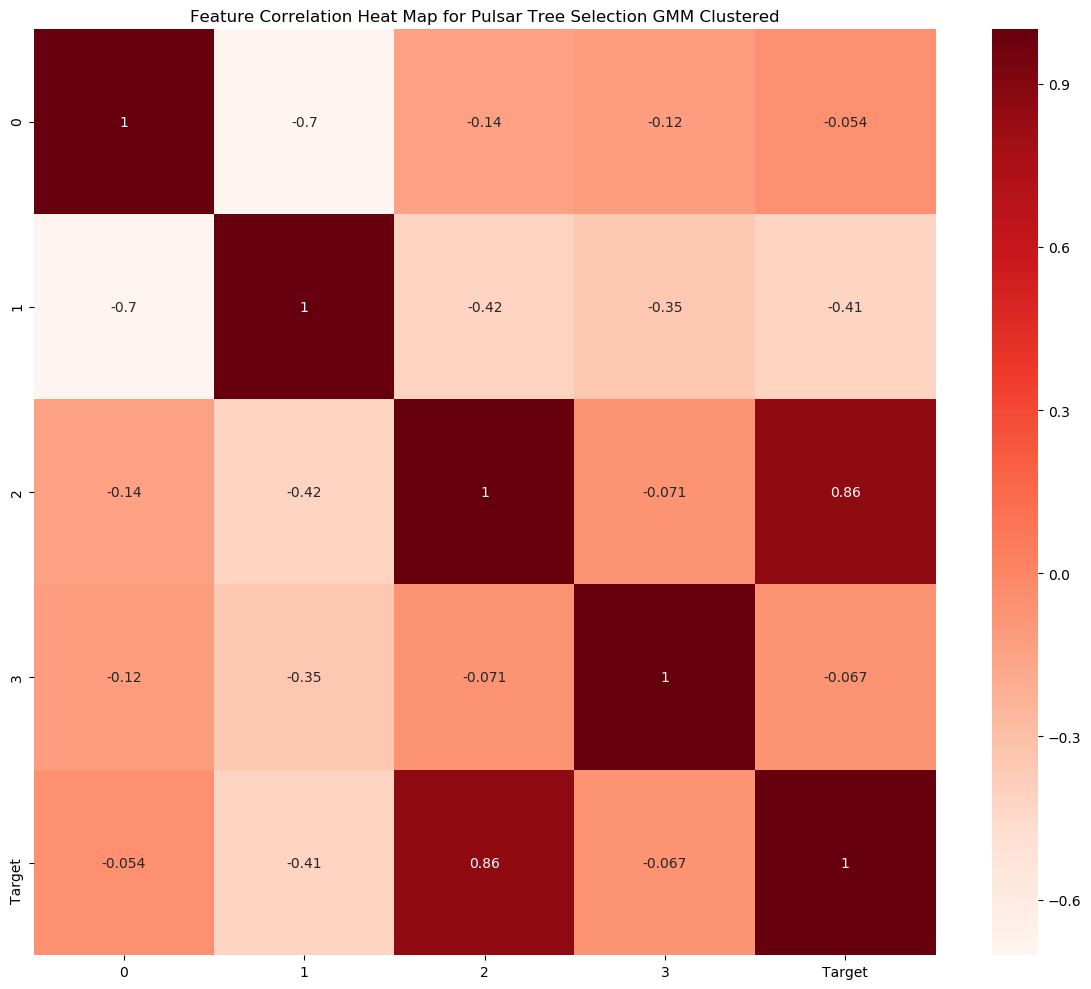 Feature Correlation Heat Map for Pulsar Tree Selection GMM Clustered
0 1 -0.7 -0.14 -0.12 -0.054
1 -0.7 1 -0.42 -0.35 -0.41
2 -0.14 -0.42 1 -0.071 0.86
3 -0.12 -0.35 -0.071 1 -0.067
Target -0.054 -0.41 0.86 -0.067 1
0 1 2 3 Target
0.9
0.6
0.3
0.0
−0.3
−0.6